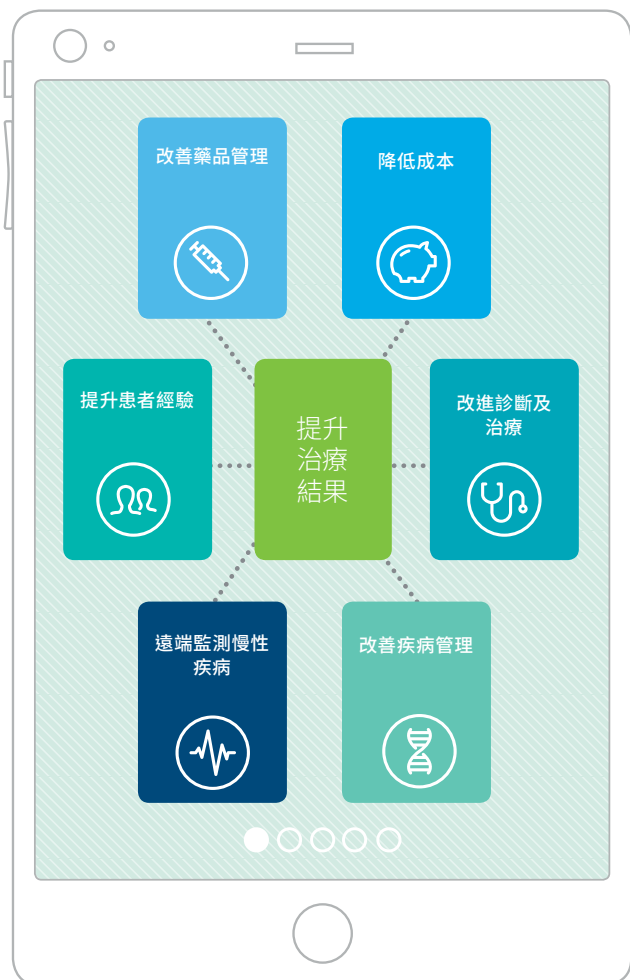 改善藥品管理
降低成本
提升患者經驗
提升
治療
結果
改進診斷及
治療
遠端監測慢性
疾病
改善疾病管理